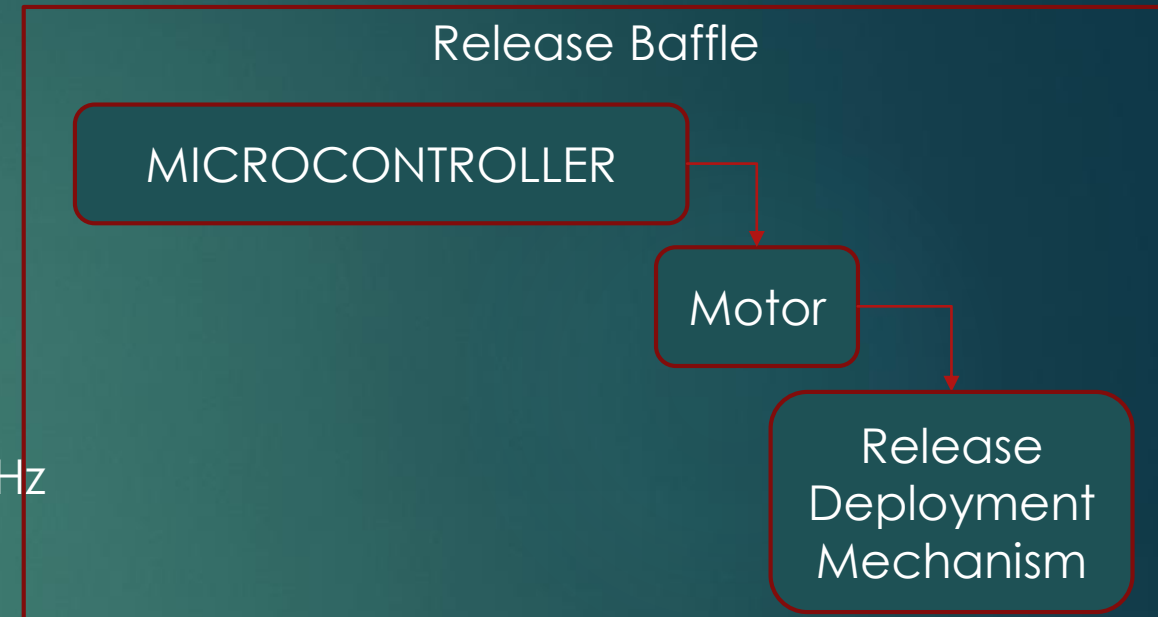 Release Baffle
MICROCONTROLLER
Motor
Hz
Release
Deployment
Mechanism